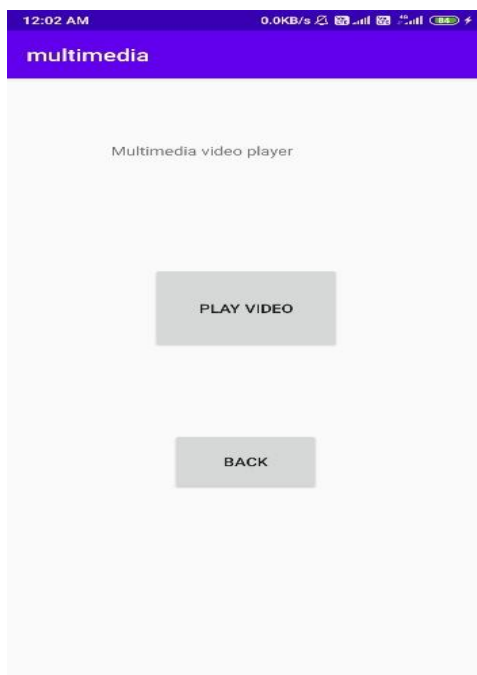 12:02 AM 0.0KB/s 84
multimedia
Multimedia video player
PLAY VIDEO
BACK